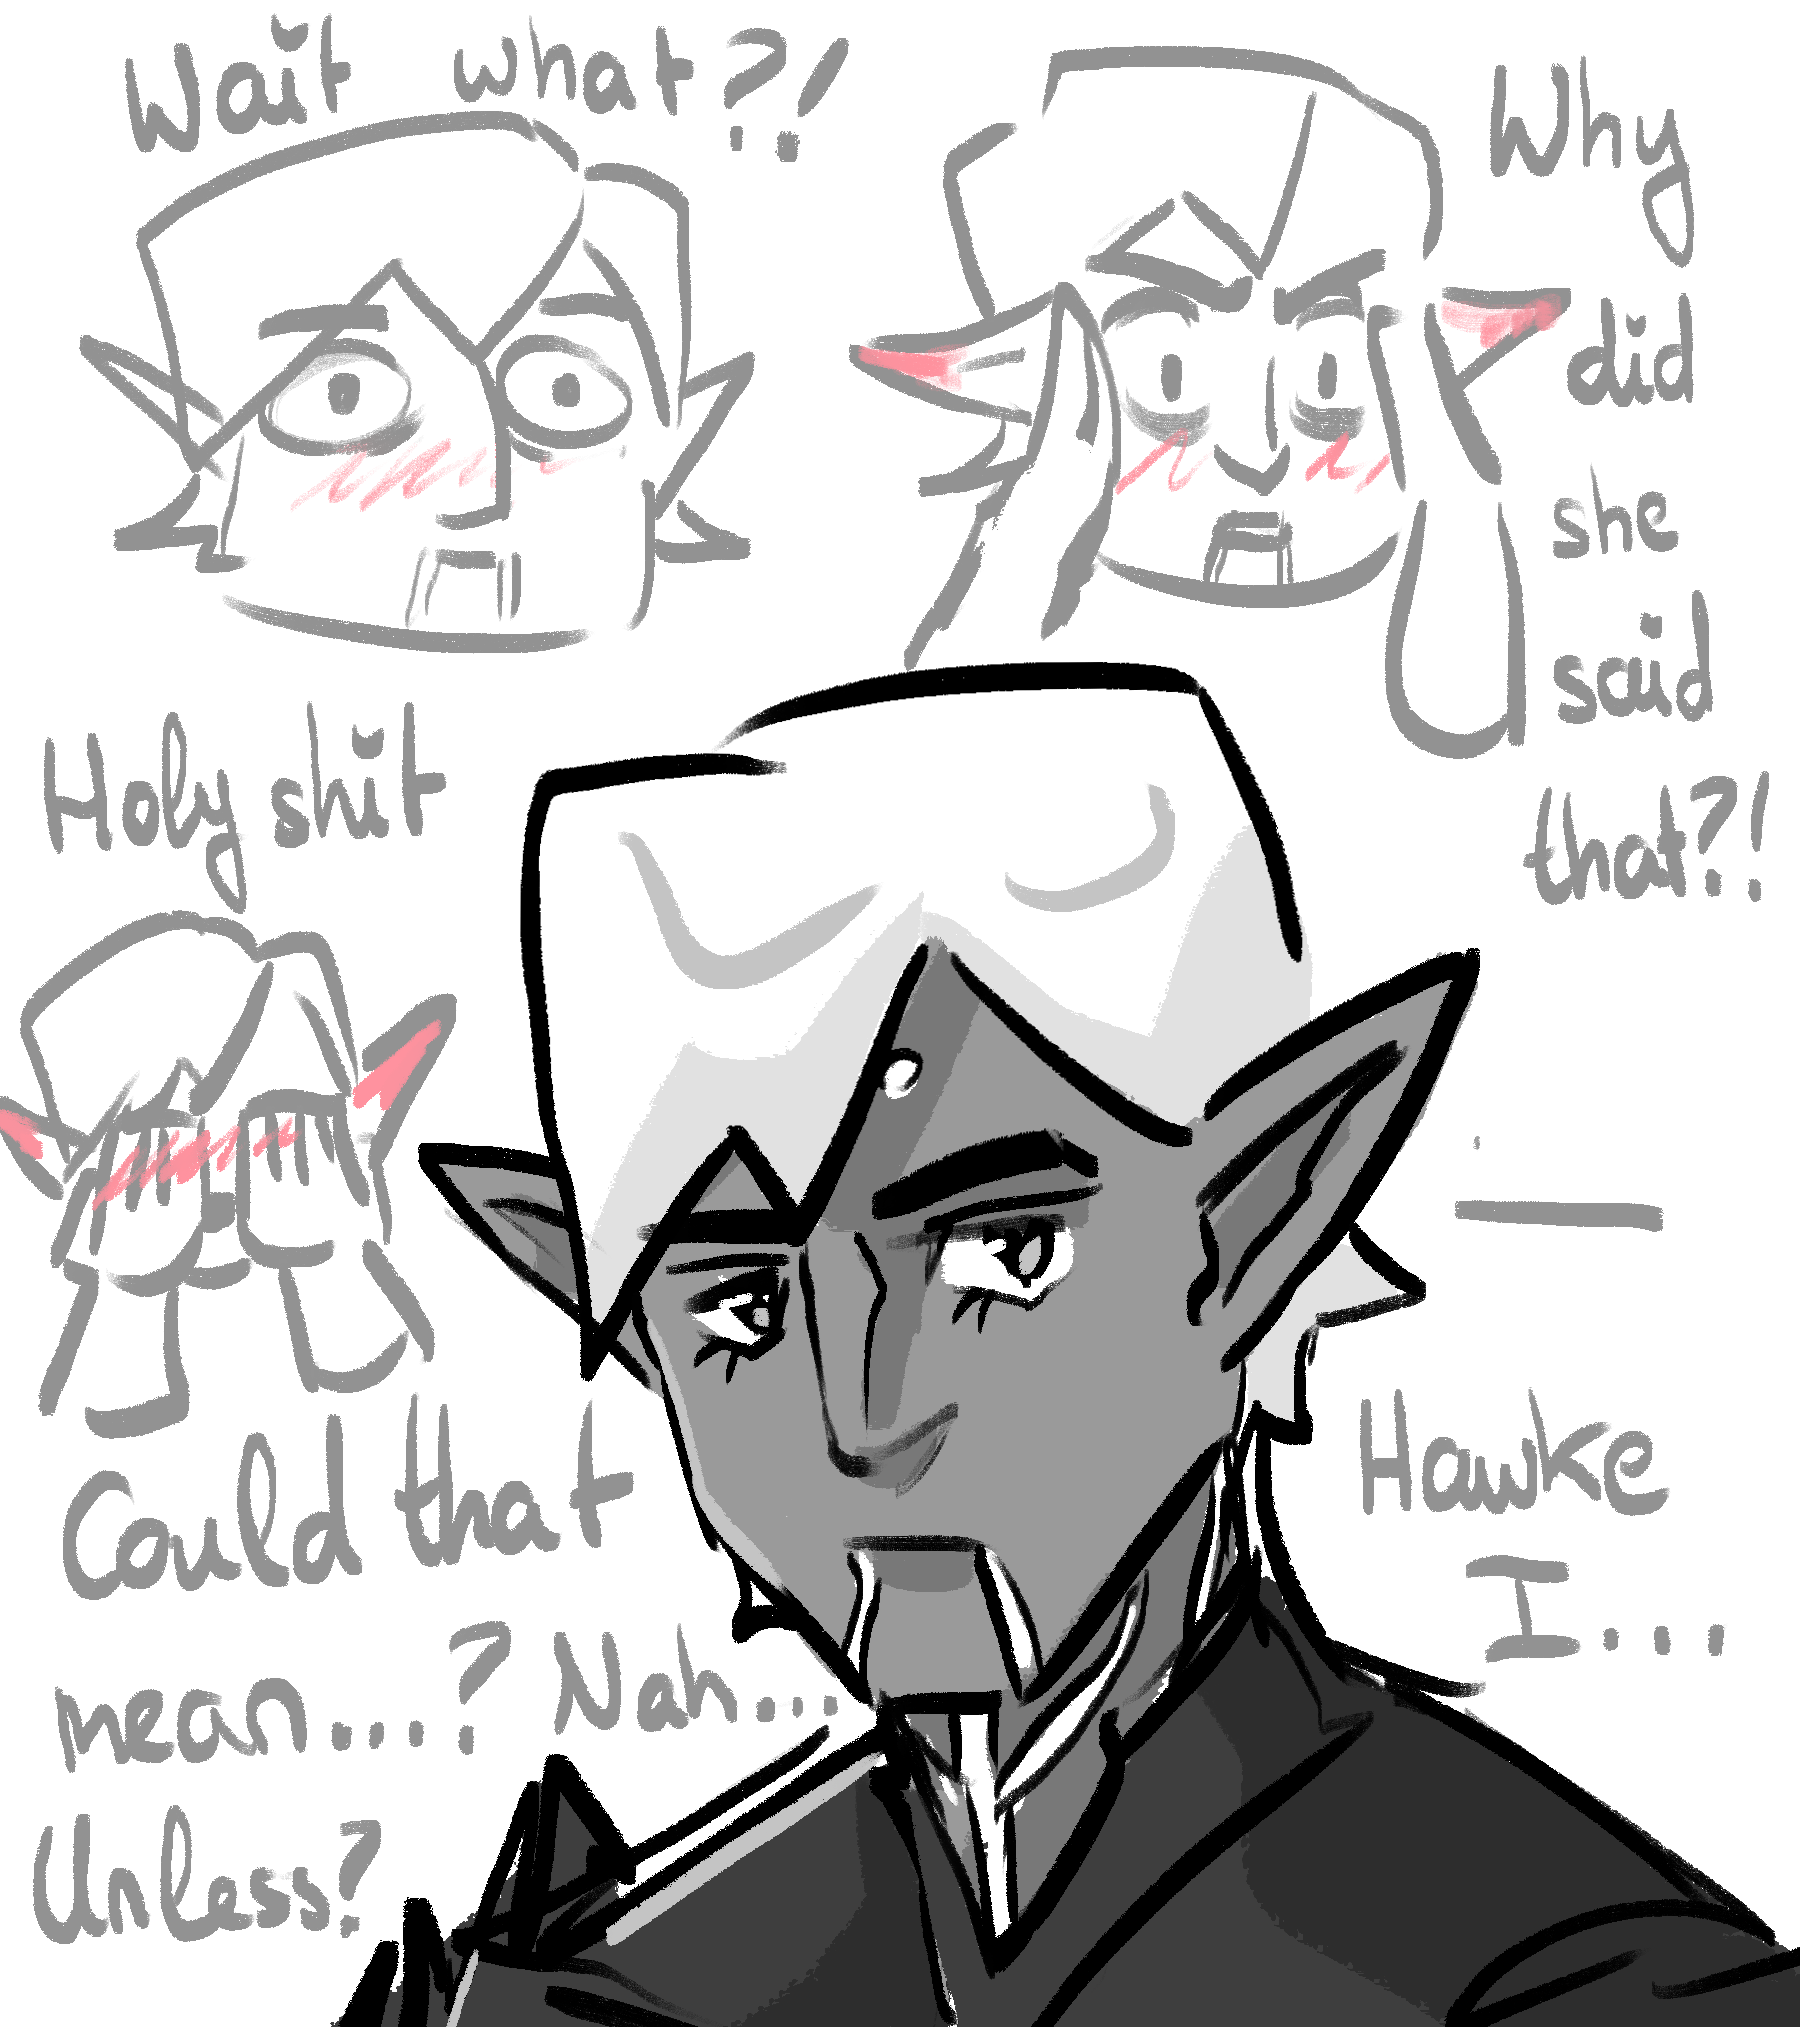 Wait what?!
Why
did
she
said
that?!
Holy shit
Could that
mean...? Nah...
Unless?
—
Hawke
I...